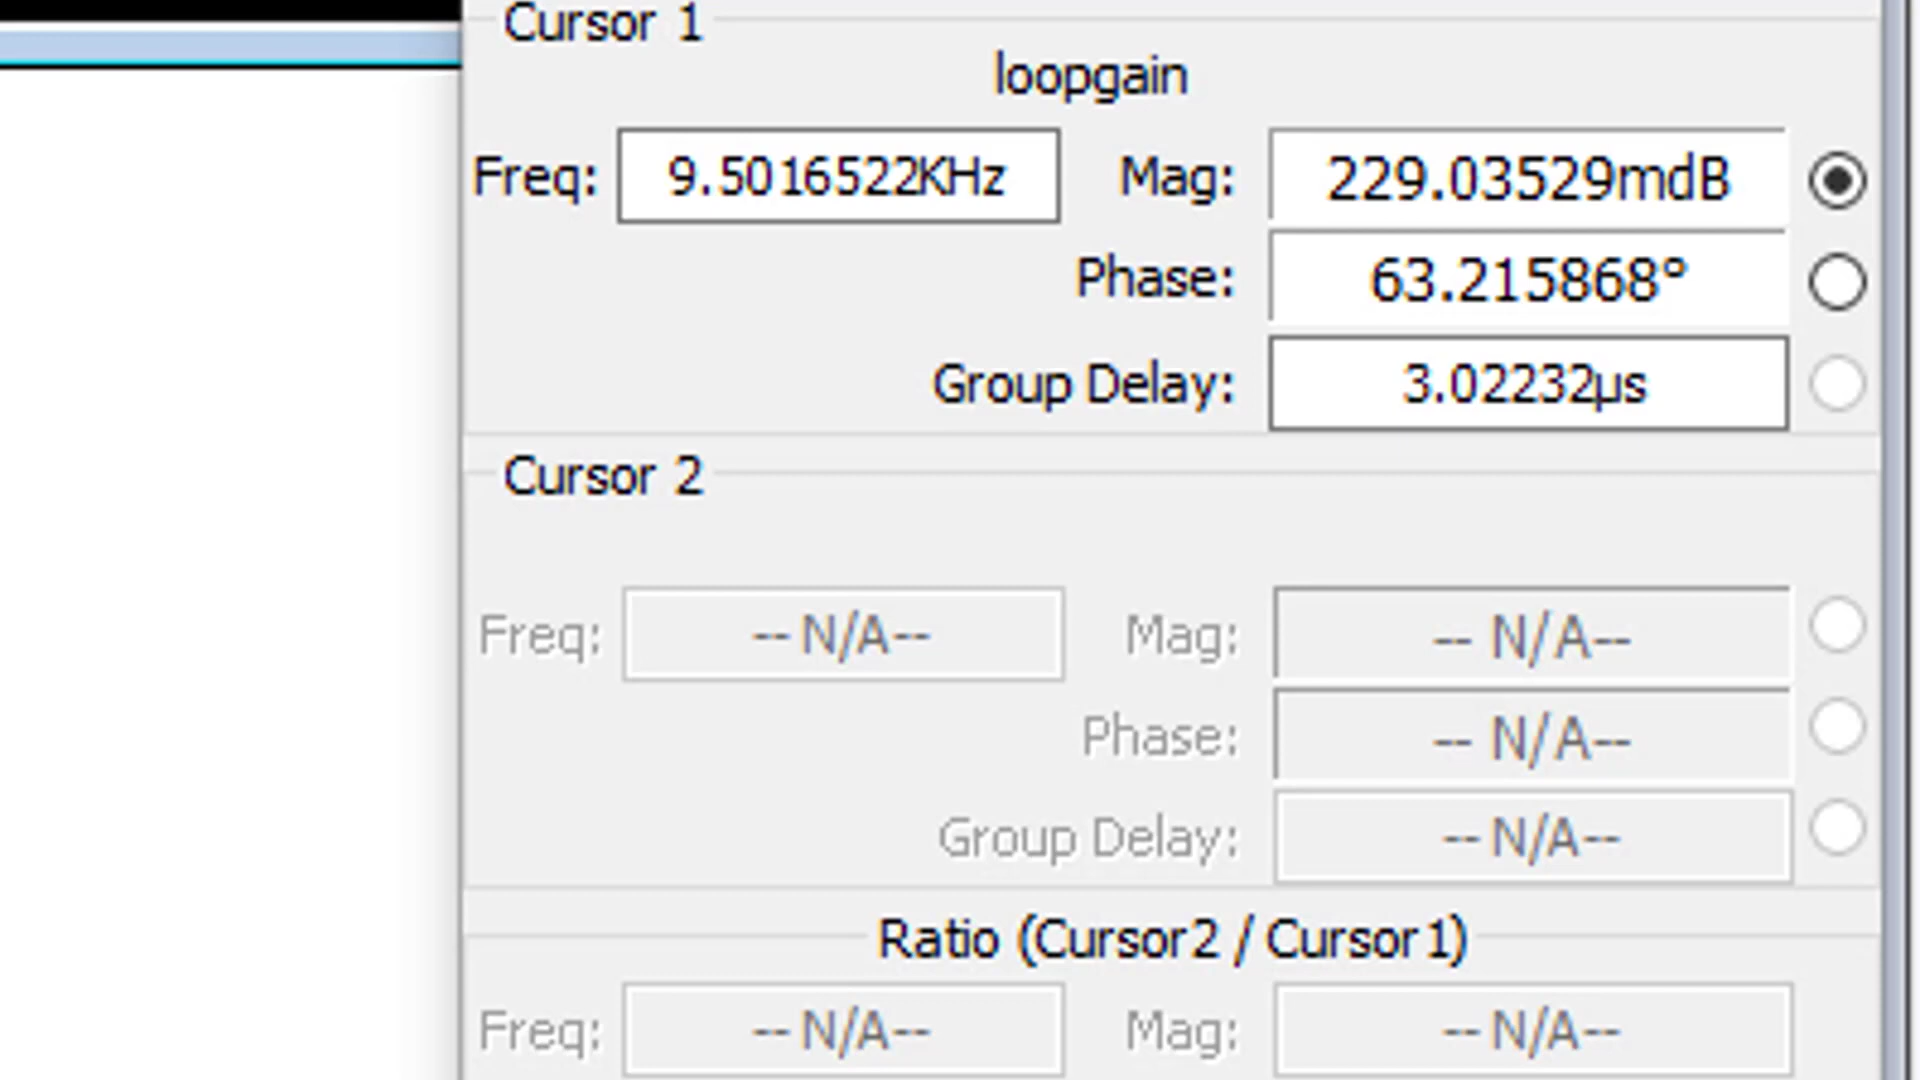 Cursor 1
loopgain
Freq: 9.5016522KHz Mag: 229.03529mdB
Phase: 63.215868°
Group Delay: 3.02232µs
Cursor 2
Freq: -- N/A-- Mag: -- N/A--
Phase: -- N/A--
Group Delay: -- N/A--
Ratio (Cursor2 / Cursor1)
Freq: -- N/A-- Mag: -- N/A--